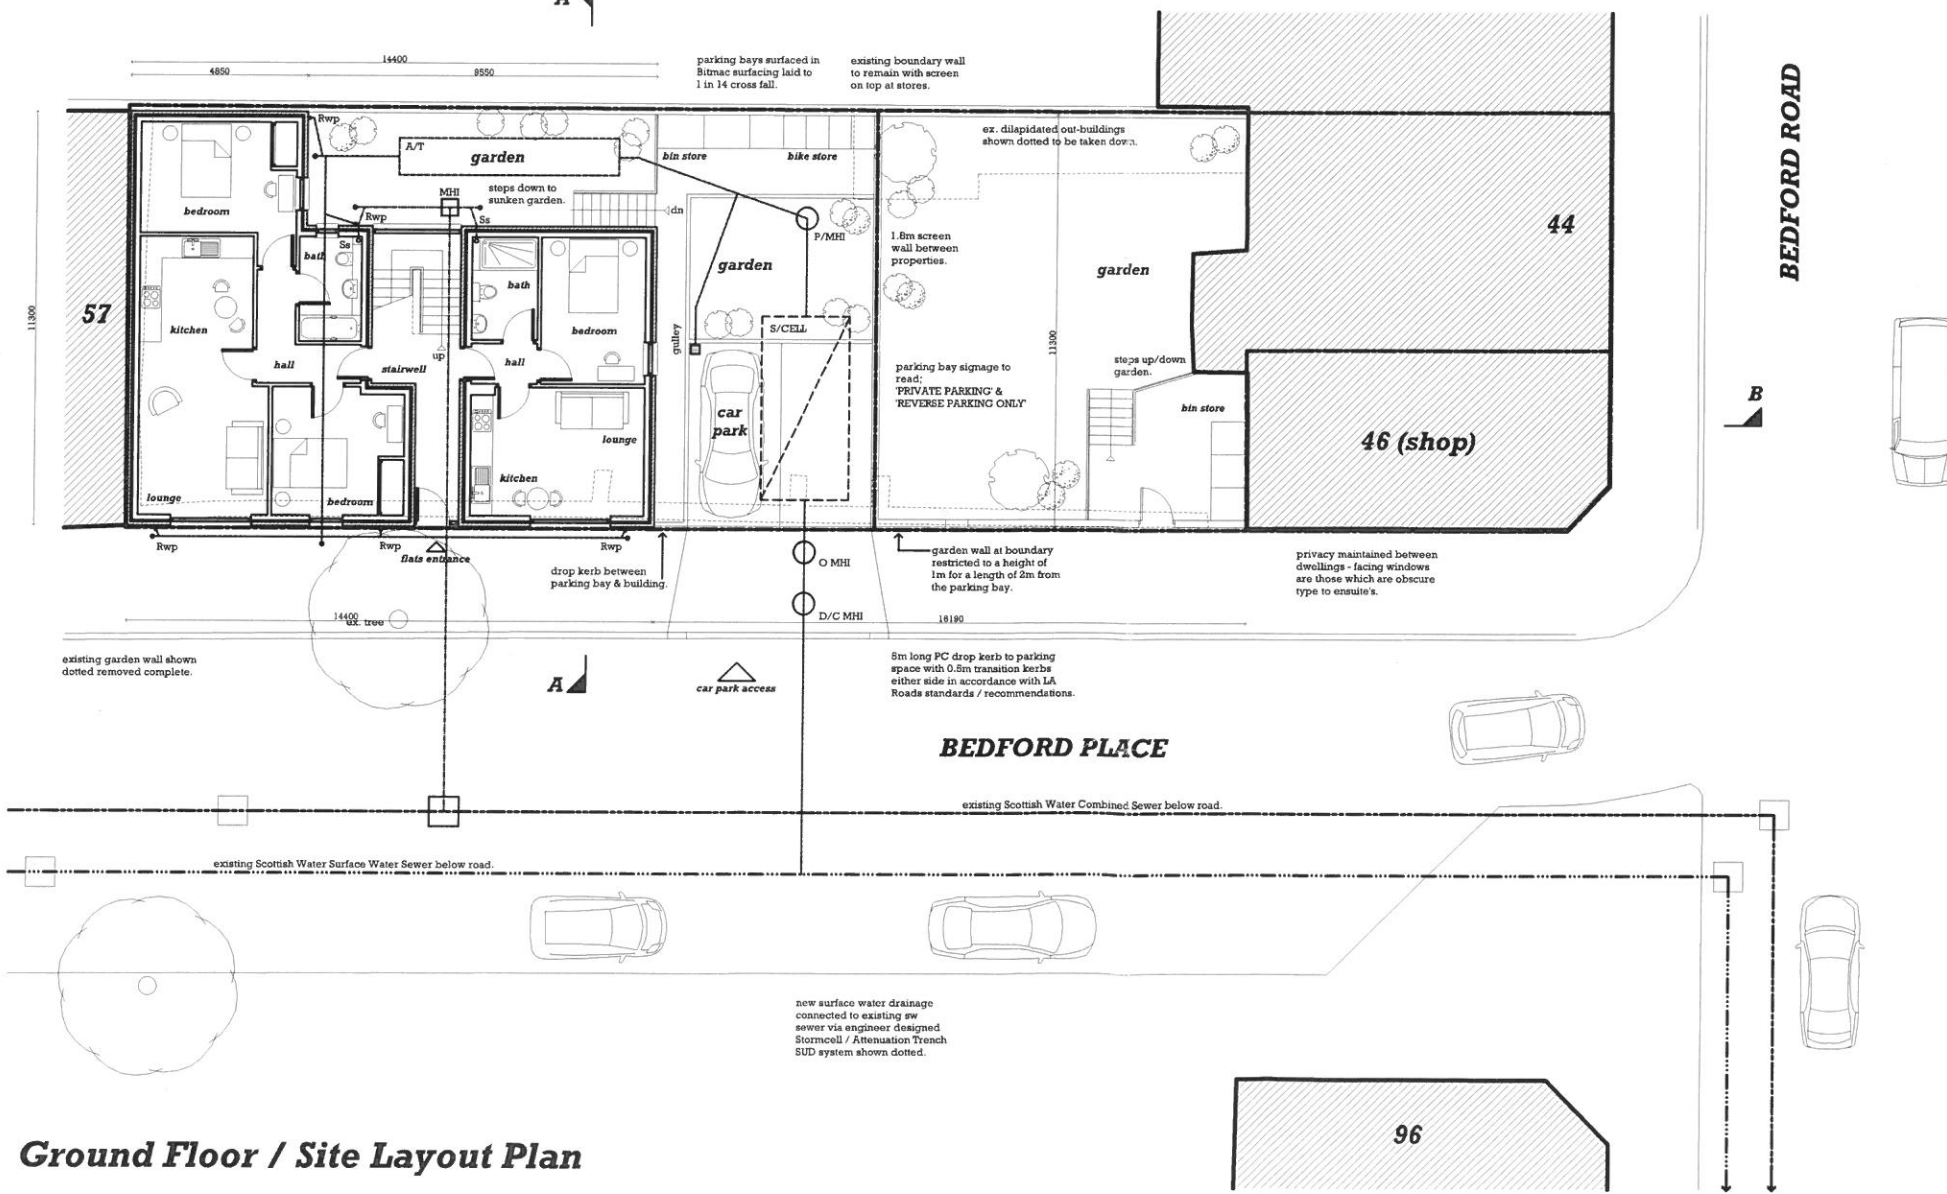 A
14400
4850
9550
parking bays surfaced in
Bitmac surfacing laid to
1 in 14 cross fall.
existing boundary wall
to remain with screen
on top at stores.
BEDFORD ROAD
Rwp
A/T
garden
bin store
bike store
ex. dilapidated out-buildings
shown dotted to be taken down.
steps down to
sunken garden.
MHI
bedroom
Rwp
Ss
dn
44
P/MHI
1.8m screen
wall between
properties.
Ss
bath
garden
garden
bath
57
11300
kitchen
bedroom
S/CELL
gulley
11300
up
hall
stairwell
hall
steps up/down
garden.
parking bay signage to
read;
'PRIVATE PARKING' &
'REVERSE PARKING ONLY'
B
car
park
bin store
lounge
46 (shop)
kitchen
lounge
bedroom
Rwp
Rwp
Rwp
flats entrance
drop kerb between
parking bay & building.
O MHI
garden wall at boundary
restricted to a height of
1m for a length of 2m from
the parking bay.
privacy maintained between
dwellings - facing windows
are those which are obscure
type to ensuite's.
14400
ex. tree
D/C MHI
16190
existing garden wall shown
dotted removed complete.
A
car park access
5m long PC drop kerb to parking
space with 0.5m transition kerbs
either side in accordance with LA
Roads standards / recommendations.
BEDFORD PLACE
existing Scottish Water Combined Sewer below road.
existing Scottish Water Surface Water Sewer below road.
new surface water drainage
connected to existing sw
sewer via engineer designed
Stormcell / Attenuation Trench
SUD system shown dotted.
96
Ground Floor / Site Layout Plan